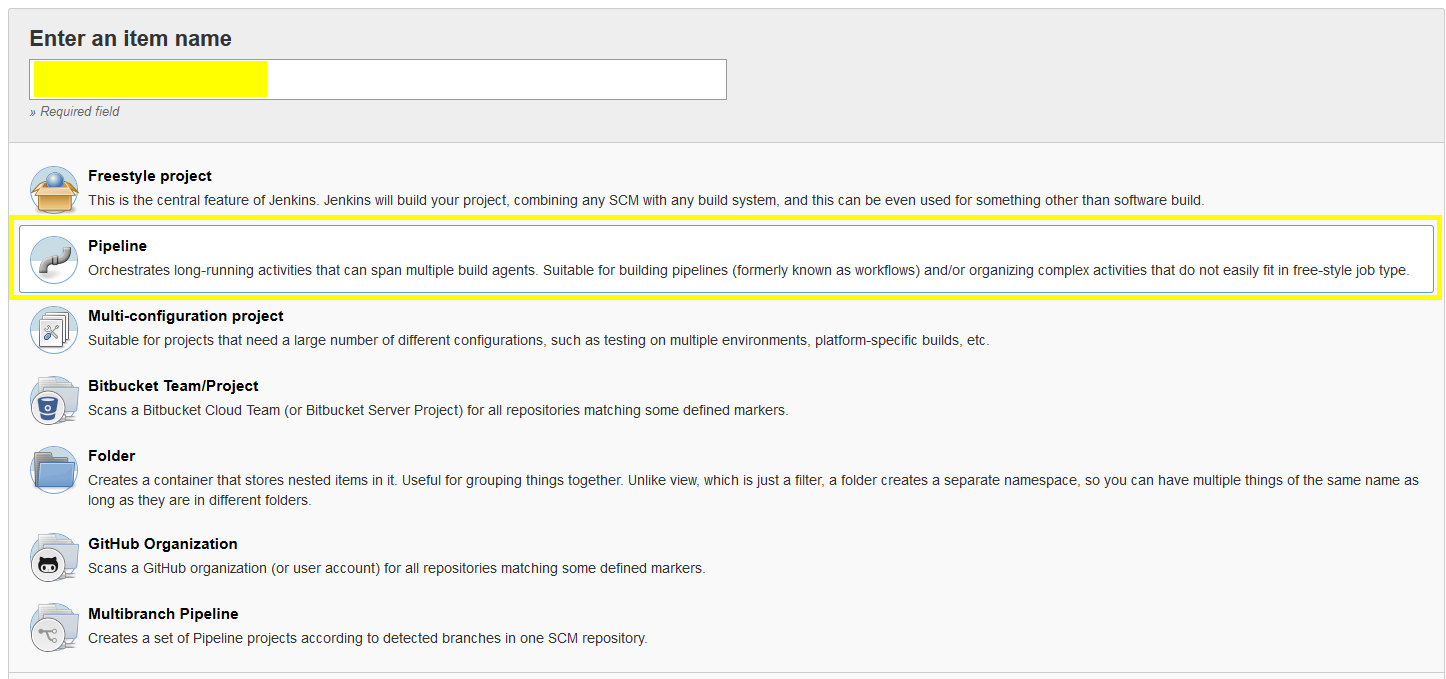 Enter an item name
» Required field
Freestyle project
This is the central feature of Jenkins. Jenkins will build your project, combining any SCM with any build system, and this can be even used for something other than software build.
Pipeline
Orchestrates long-running activities that can span multiple build agents. Suitable for building pipelines (formerly known as workflows) and/or organizing complex activities that do not easily fit in free-style job type.
Multi-configuration project
Suitable for projects that need a large number of different configurations, such as testing on multiple environments, platform-specific builds, etc.
Bitbucket Team/Project
Scans a Bitbucket Cloud Team (or Bitbucket Server Project) for all repositories matching some defined markers.
Folder
Creates a container that stores nested items in it. Useful for grouping things together. Unlike view, which is just a filter, a folder creates a separate namespace, so you can have multiple things of the same name as
long as they are in different folders.
GitHub Organization
Scans a GitHub organization (or user account) for all repositories matching some defined markers.
Multibranch Pipeline
Creates a set of Pipeline projects according to detected branches in one SCM repository.